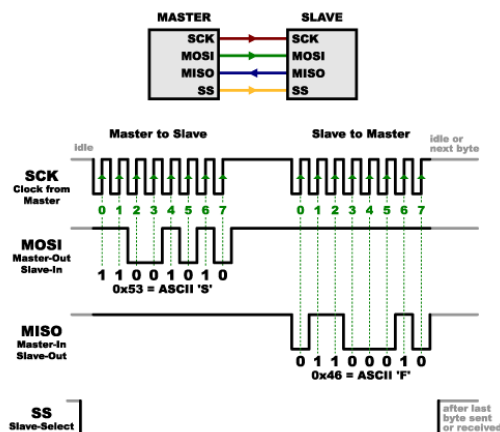 MASTER SLAVE
SCK SCK
MOSI MOSI
MISO MISO
SS SS
Master to Slave Slave to Master
idle idle or
next byte
SCK
Clock from
Master
0 1 2 3 4 5 6 7 0 1 2 3 4 5 6 7
MOSI
Master-Out
Slave-In
1 1 0 0 1 0 1 0
0x53 = ASCII 'S'
MISO
Master-In
Slave-Out
0 1 1 0 0 0 1 0
0x46 = ASCII 'F'
SS
Slave-Select
after last
byte sent
or received